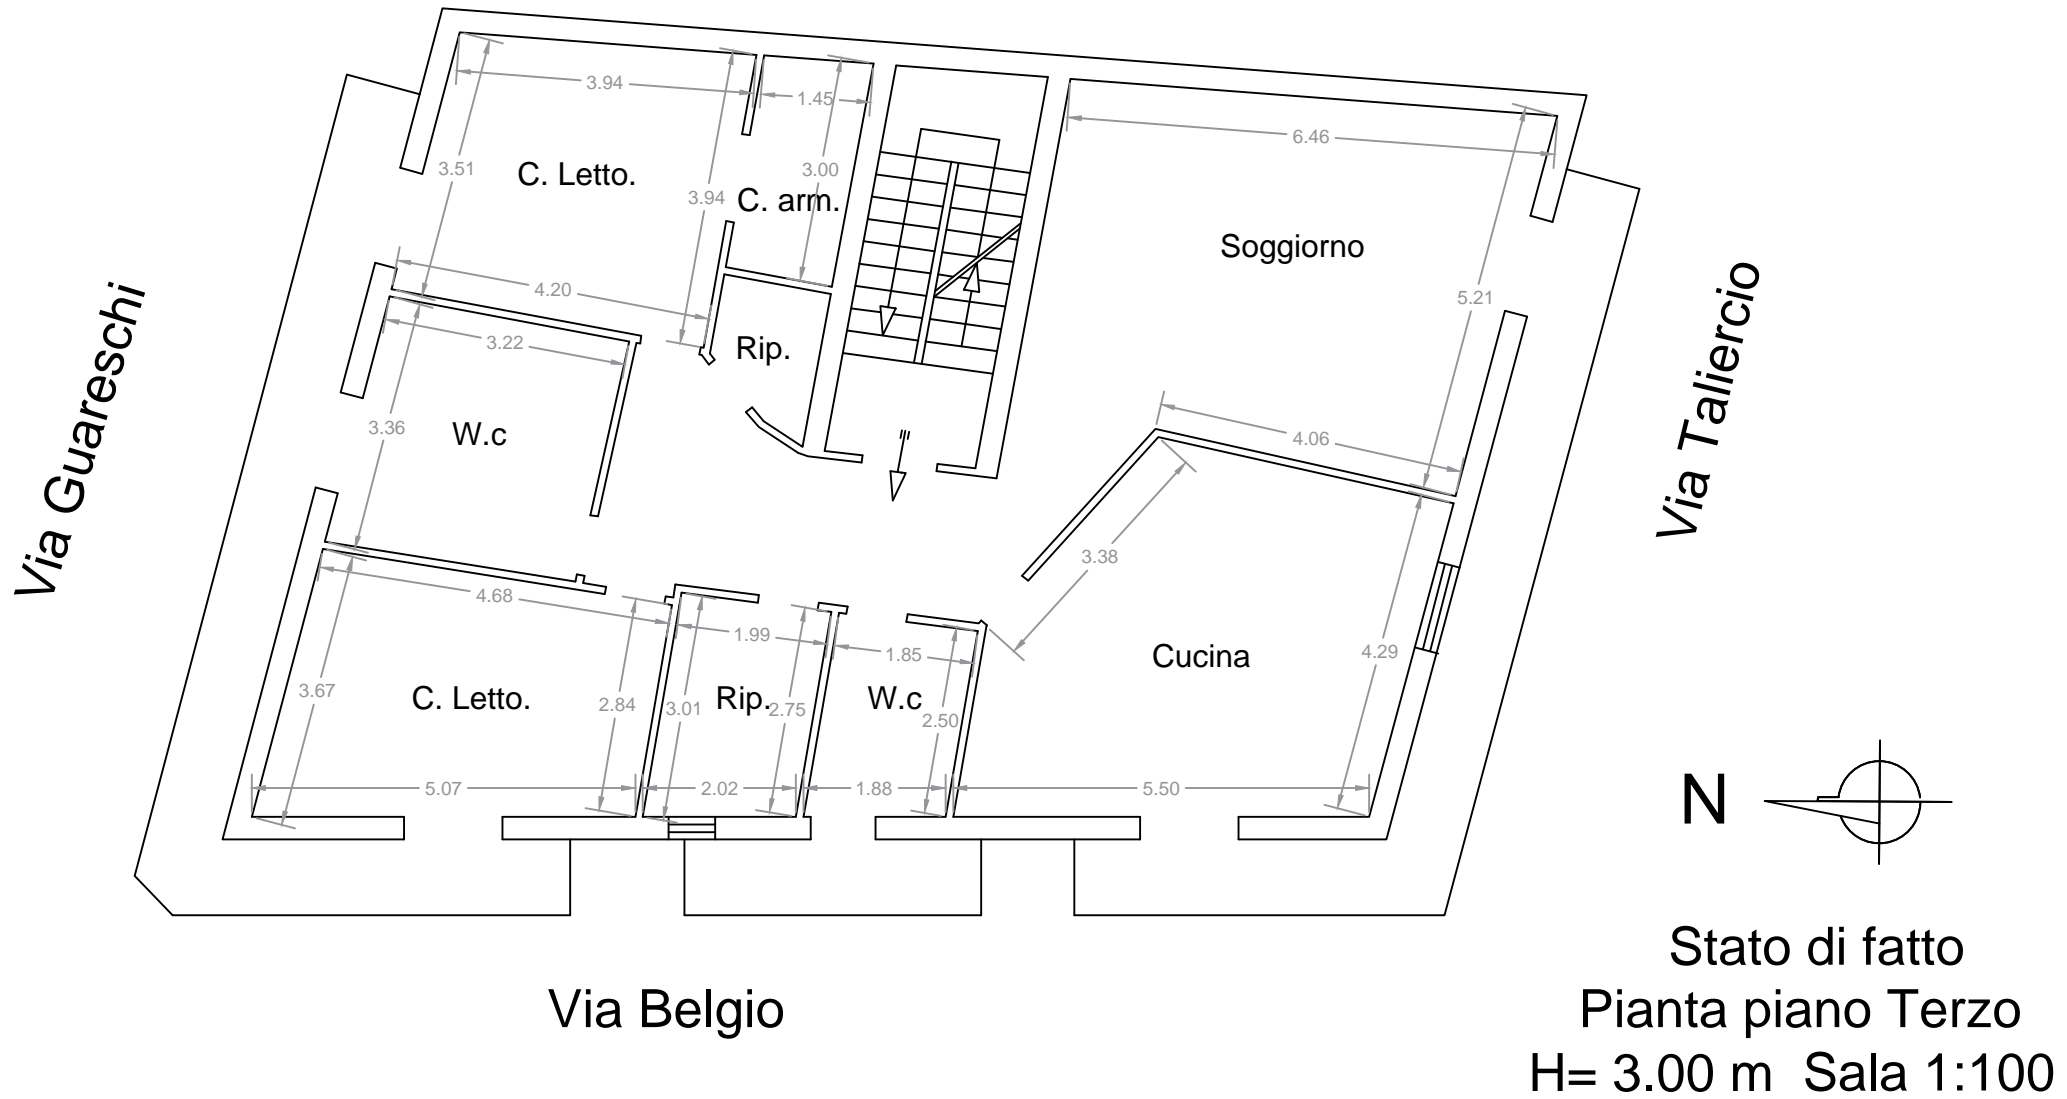 3.94
1.45
6.46
3.51
C. Letto.
3.00
3.94
C. arm.
Soggiorno
4.20
5.21
Via Guareschi
Via Taliercio
3.22
Rip.
3.36
W.c
4.06
3.38
4.68
1.99
1.85
Cucina
4.29
3.67
C. Letto.
2.84
3.01
Rip.
2.75
W.c
2.50
5.07
2.02
1.88
5.50
N
Stato di fatto
Via Belgio
Pianta piano Terzo
H= 3.00 m Sala 1:100